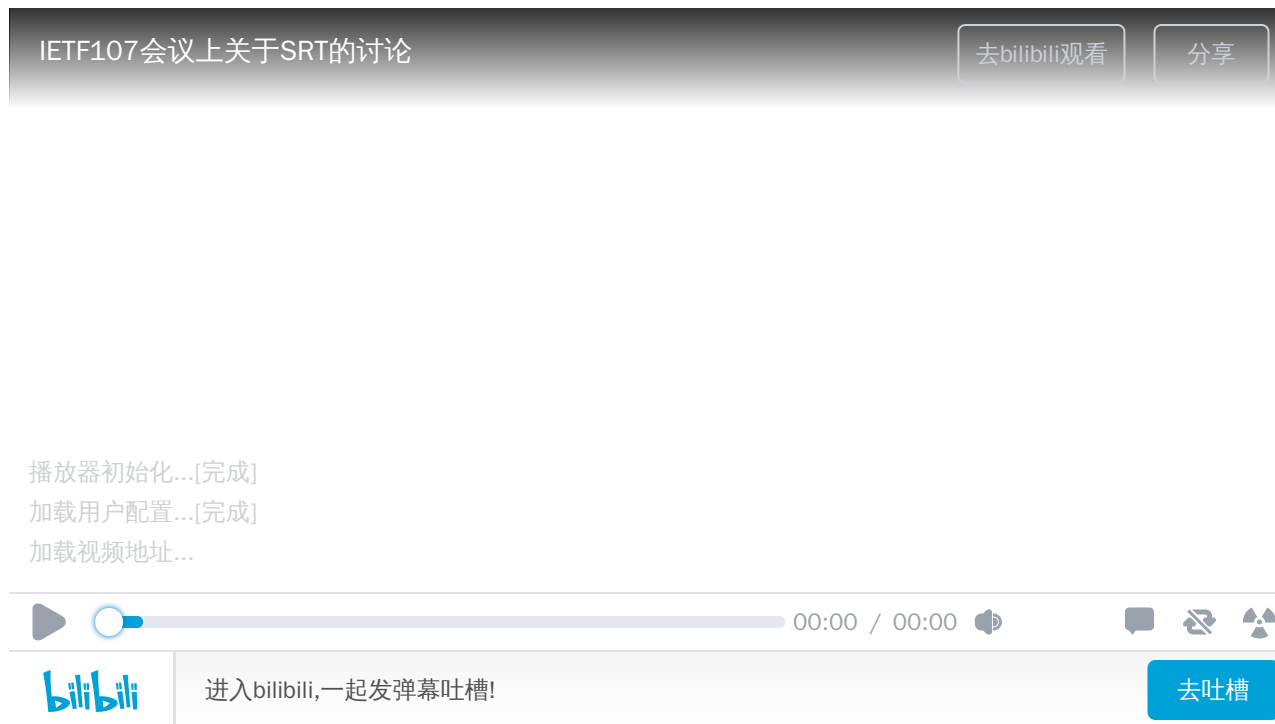 IETF107会议上关于SRT的讨论
去bilibili观看
分享
播放器初始化...[完成]
加载用户配置...[完成]
加载视频地址...
00:00 / 00:00
bilibili
进入bilibili,一起发弹幕吐槽!
去吐槽